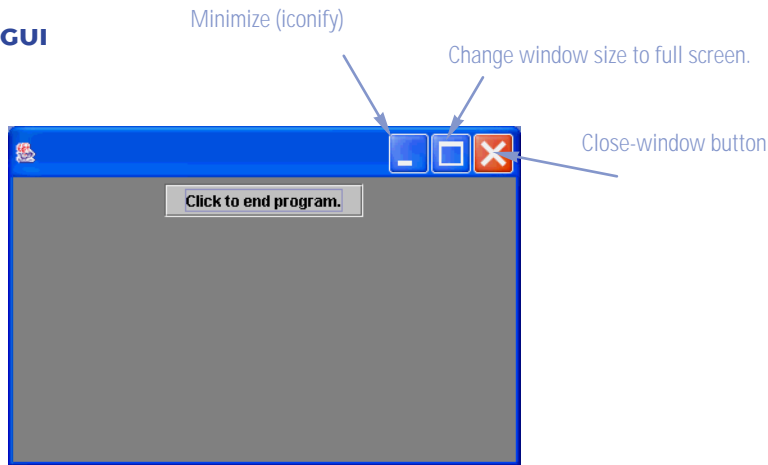 GUI
Minimize (iconify)
Change window size to full screen.
Close-window button
Click to end program.